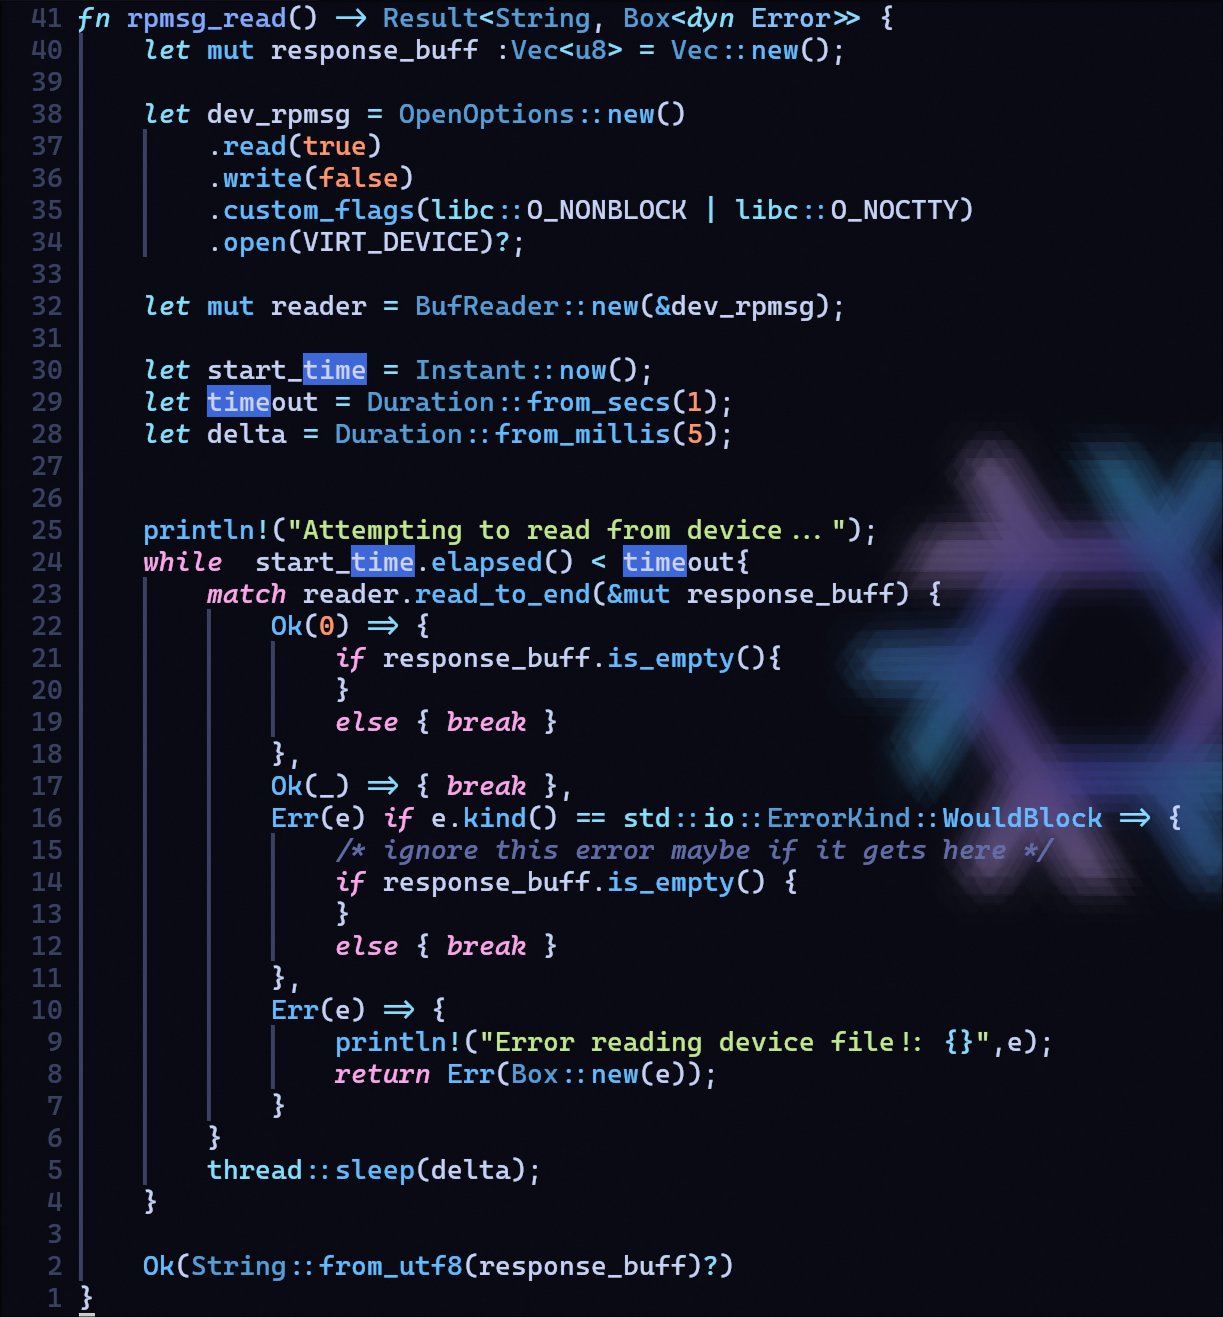 41 fn rpmsg_read() -> Result<String, Box<dyn Error>> {
40     let mut response_buff :Vec<u8> = Vec::new();
39
38     let dev_rpmsg = OpenOptions::new()
37         .read(true)
36         .write(false)
35         .custom_flags(libc::O_NONBLOCK | libc::O_NOCTTY)
34         .open(VIRT_DEVICE)?;
33
32     let mut reader = BufReader::new(&dev_rpmsg);
31
30     let start_time = Instant::now();
29     let timeout = Duration::from_secs(1);
28     let delta = Duration::from_millis(5);
27
26
25     println!("Attempting to read from device...");
24     while  start_time.elapsed() < timeout{
23         match reader.read_to_end(&mut response_buff) {
22             Ok(0) => {
21                 if response_buff.is_empty(){
20                 }
19                 else { break }
18             },
17             Ok(_) => { break },
16             Err(e) if e.kind() == std::io::ErrorKind::WouldBlock => {
15                 /* ignore this error maybe if it gets here */
14                 if response_buff.is_empty() {
13                 }
12                 else { break }
11             },
10             Err(e) => {
9                 println!("Error reading device file!: {}",e);
8                 return Err(Box::new(e));
7             }
6         }
5         thread::sleep(delta);
4     }
3
2     Ok(String::from_utf8(response_buff)?)
1 }